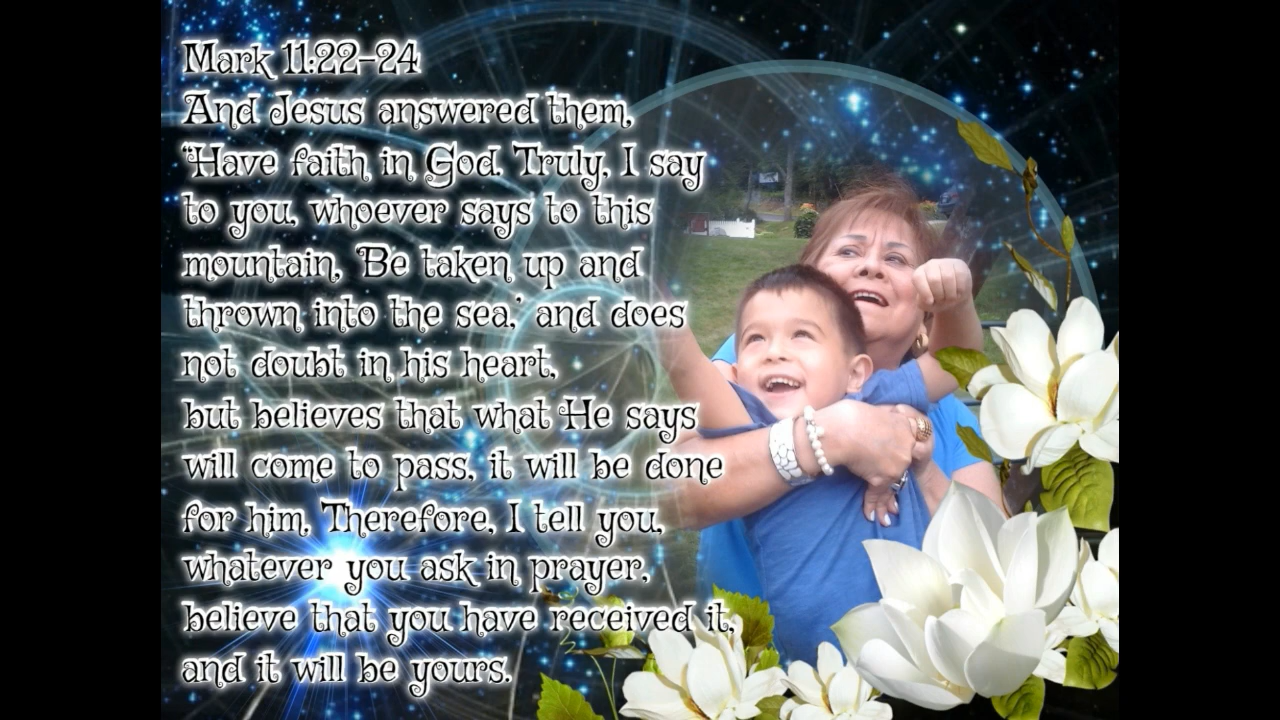 Mark 11:22-24
And Jesus answered them,
"Have faith in God. Truly, I say
to you, whoever says to this
mountain, 'Be taken up and
thrown into the sea,' and does
not doubt in his heart,
but believes that what He says
will come to pass, it will be done
for him. Therefore, I tell you,
whatever you ask in prayer,
believe that you have received it,
and it will be yours.